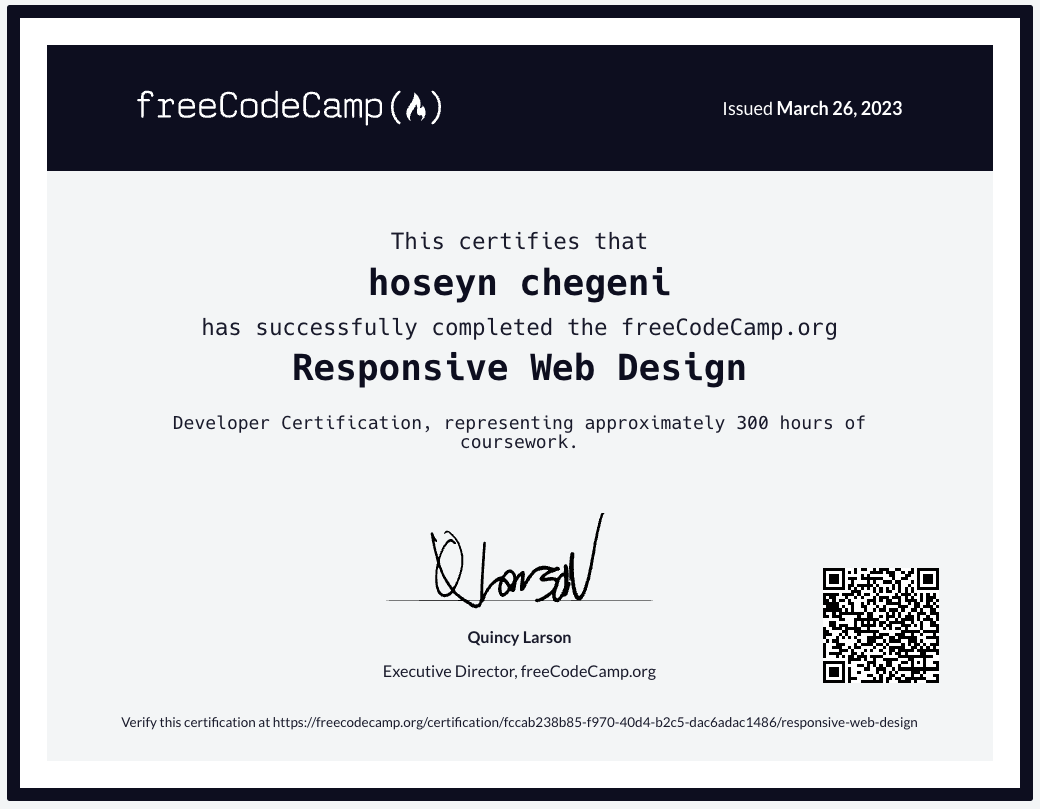 freeCodeCamp
Issued March 26, 2023
This certifies that
hoseyn chegeni
has successfully completed the freeCodeCamp.org
Responsive Web Design
Developer Certification, representing approximately 300 hours of
coursework.
Q Larson
Quincy Larson
Executive Director, freeCodeCamp.org
Verify this certification at https://freecodecamp.org/certification/fccab238b85-f970-40d4-b2c5-dac6adac1486/responsive-web-design